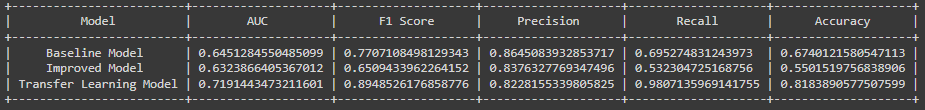 +-------------------------+--------------------+--------------------+--------------------+--------------------+--------------------+
| Model | AUC | F1 Score | Precision | Recall | Accuracy |
+-------------------------+--------------------+--------------------+--------------------+--------------------+--------------------+
| Baseline Model | 0.6451284550485099 | 0.7707108498129343 | 0.8645083932853717 | 0.695274831243973 | 0.6740121580547113 |
| Improved Model | 0.6323866405367012 | 0.6509433962264152 | 0.8376327769347496 | 0.532304725168756 | 0.5501519756838906 |
| Transfer Learning Model | 0.7191443473211601 | 0.8948526176858776 | 0.8228155339805825 | 0.9807135969141755 | 0.8183890577507599 |
+-------------------------+--------------------+--------------------+--------------------+--------------------+--------------------+